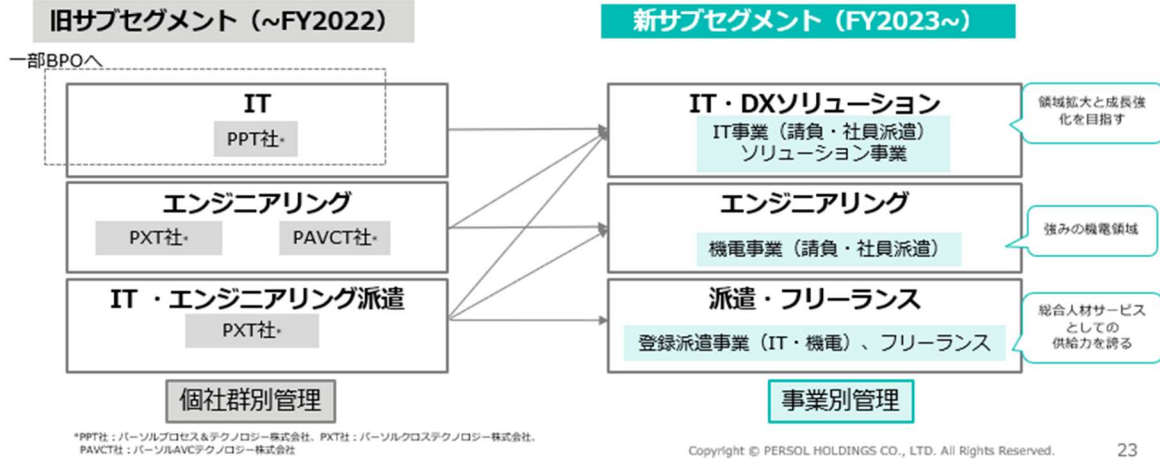 旧サブセグメント（~FY2022）
新サブセグメント（FY2023~）
一部BPOへ
IT
PPT社*
エンジニアリング
PXT社*
PAVCT社*
IT ・エンジニアリング派遣
PXT社*
個社群別管理
IT・DXソリューション
IT事業（請負・社員派遣）
ソリューション事業
領域拡大と成長強
化を目指す
エンジニアリング
機電事業（請負・社員派遣）
強みの機電領域
派遣・フリーランス
登録派遣事業（IT・機電）、フリーランス
総合人材サービス
としての
供給力を誇る
事業別管理
*PPT社：パーソルプロセス＆テクノロジー株式会社、PXT社：パーソルクロステクノロジー株式会社、
PAVCT社：パーソルAVCテクノロジー株式会社
Copyright © PERSOL HOLDINGS CO., LTD. All Rights Reserved.
23